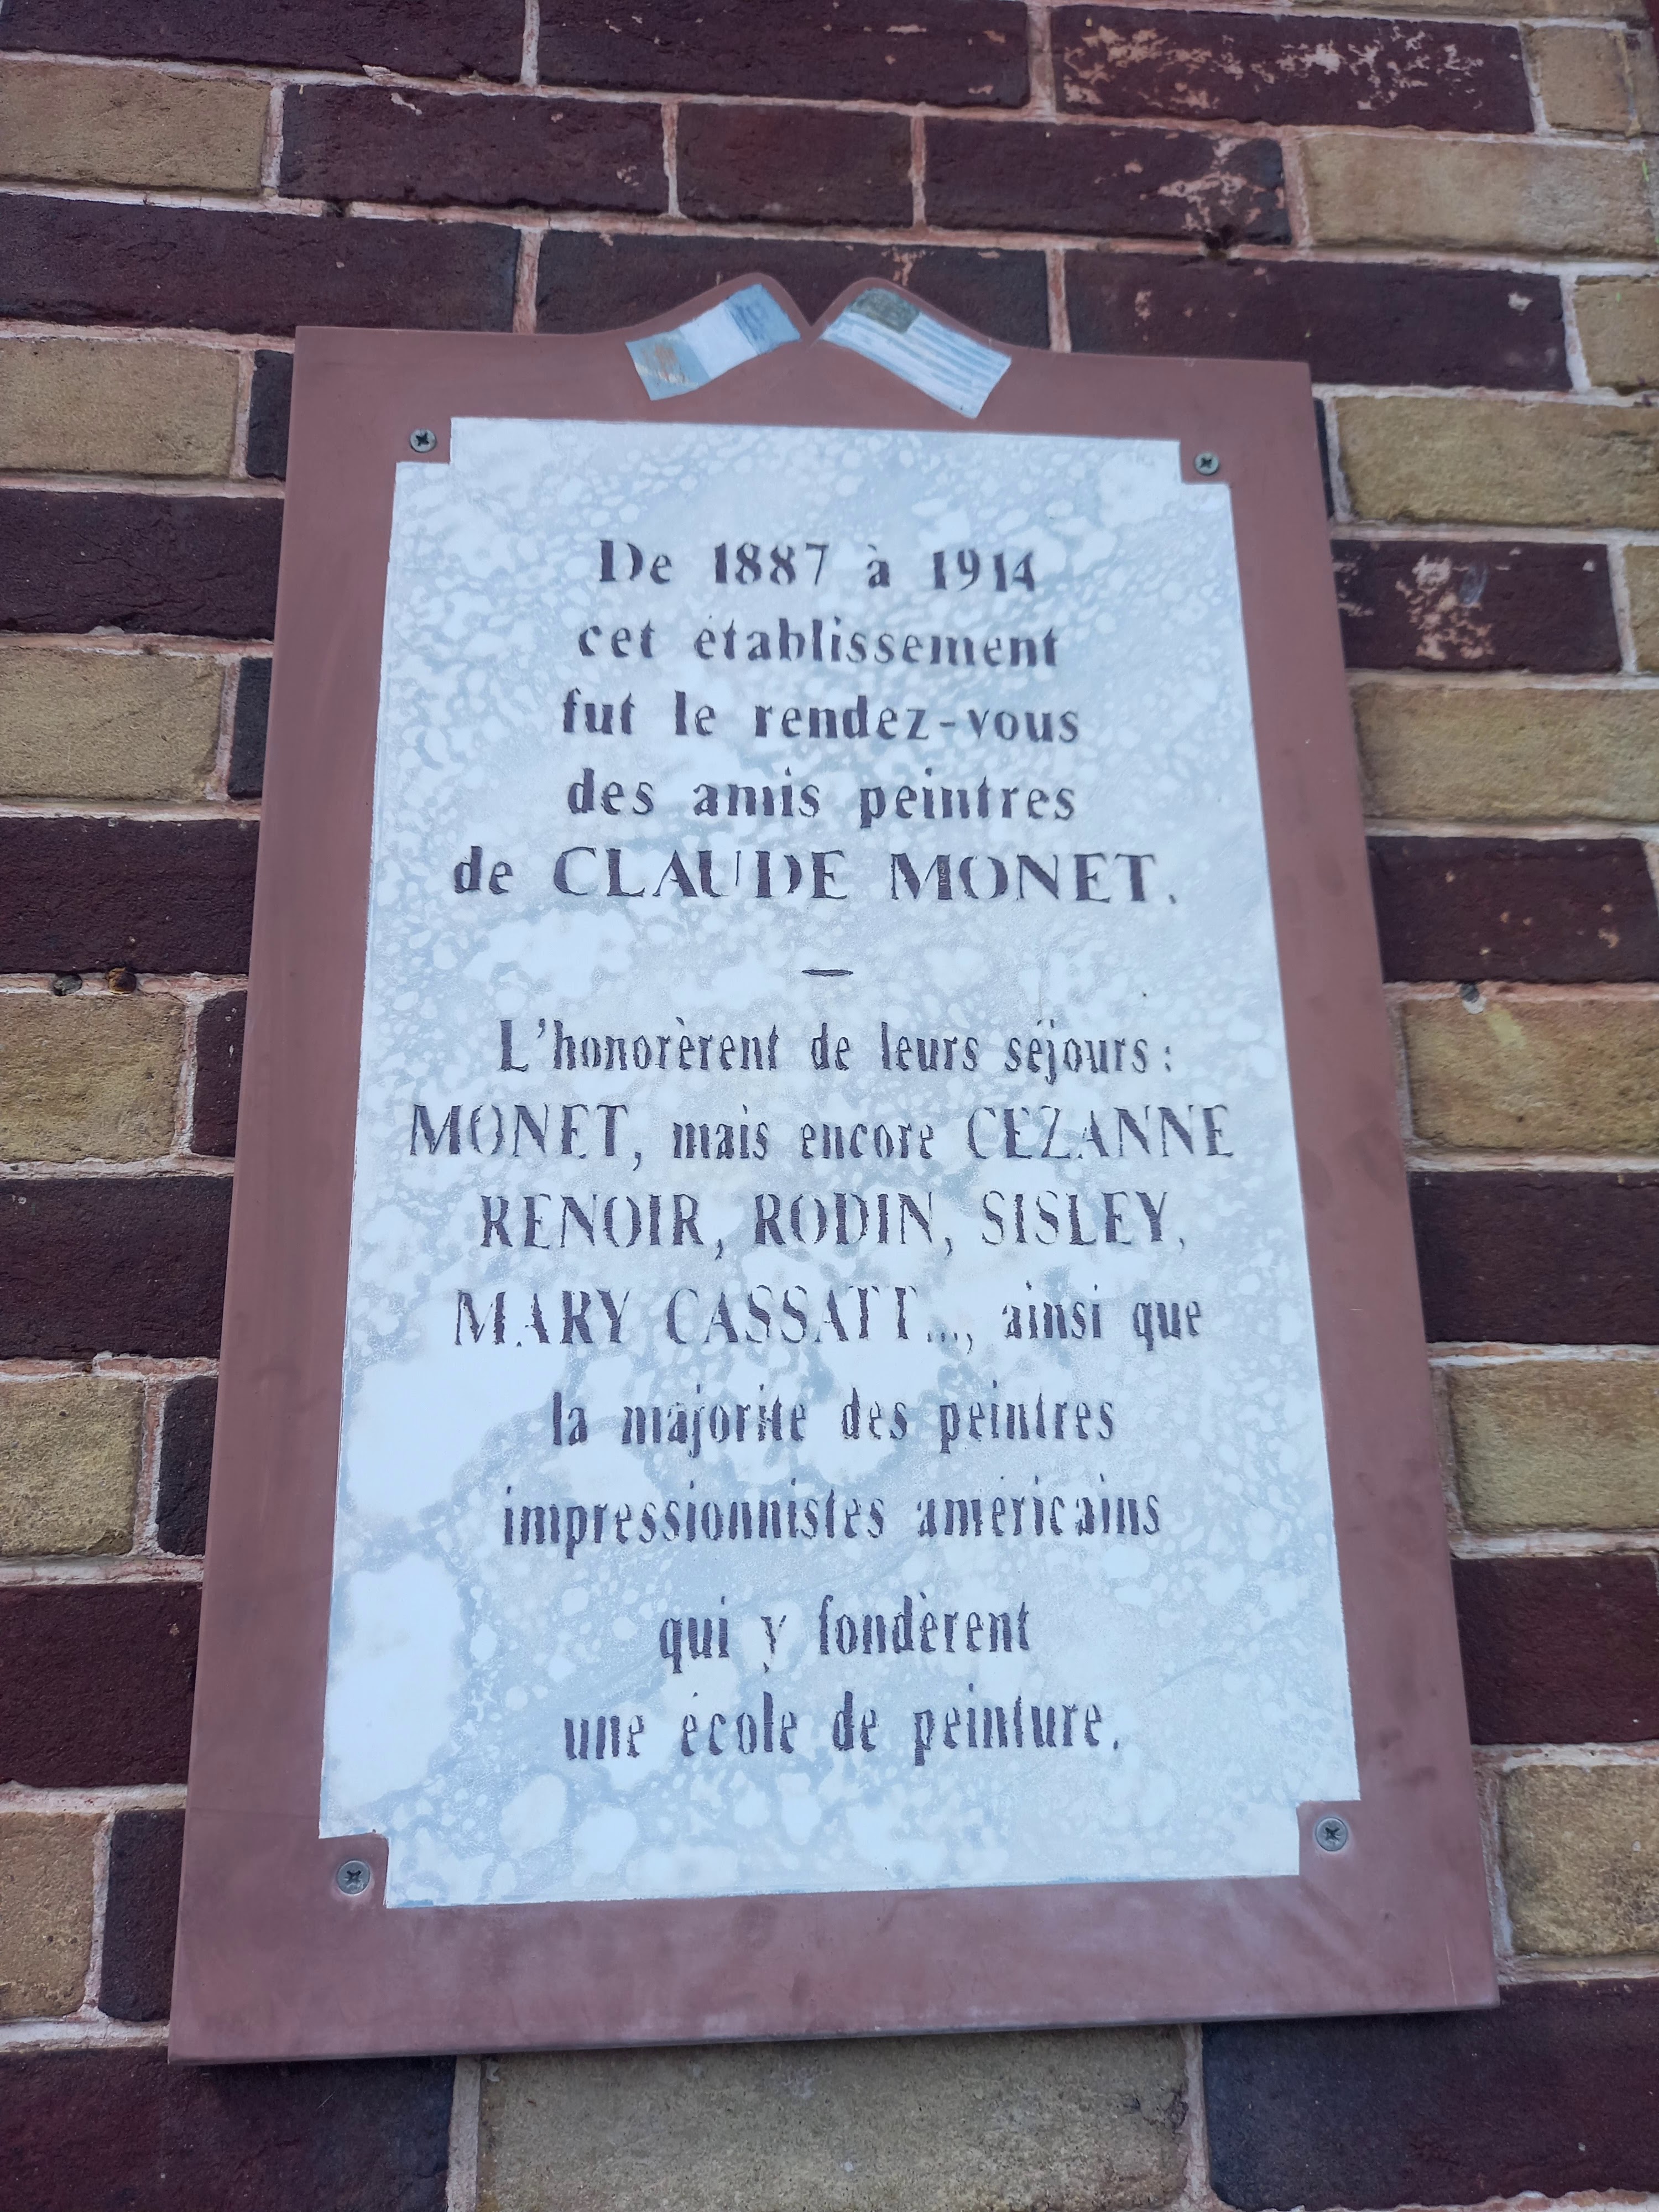 De 1887 à 1914
cet établissement
fut le rendez-vous
des amis peintres
de CLAUDE MONET.
—
L'honorèrent de leurs séjours :
MONET, mais encore CEZANNE
RENOIR, RODIN, SISLEY,
MARY CASSATT..., ainsi que
la majorité des peintres
impressionnistes américains
qui y fondèrent
une école de peinture.